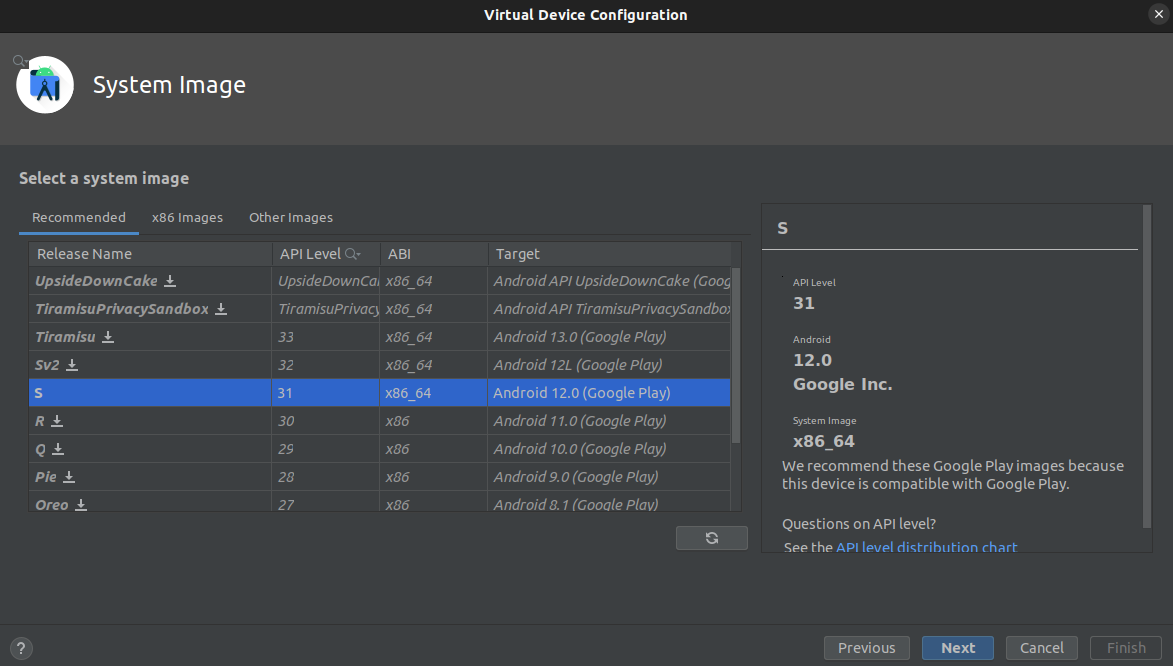 Virtual Device Configuration
System Image
Select a system image
Recommended x86 Images Other Images
Release Name API Level ABI Target
UpsideDownCake UpsideDownCa x86_64 Android API UpsideDownCake (Goog
TiramisuPrivacySandbox TiramisuPrivacy x86_64 Android API TiramisuPrivacySandbox
Tiramisu 33 x86_64 Android 13.0 (Google Play)
Sv2 32 x86_64 Android 12L (Google Play)
S 31 x86_64 Android 12.0 (Google Play)
R 30 x86 Android 11.0 (Google Play)
Q 29 x86 Android 10.0 (Google Play)
Pie 28 x86 Android 9.0 (Google Play)
Oreo 27 x86 Android 8.1 (Google Play)
S
API Level
31
Android
12.0
Google Inc.
System Image
x86_64
We recommend these Google Play images because
this device is compatible with Google Play.
Questions on API level?
See the API level distribution chart
? Previous Next Cancel Finish